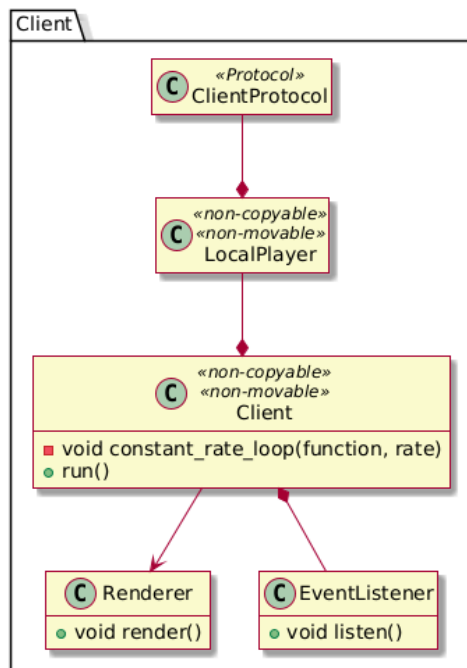 Client
C
«Protocol»
ClientProtocol
C
«non-copyable»
«non-movable»
LocalPlayer
C
«non-copyable»
«non-movable»
Client
void constant_rate_loop(function, rate)
run()
C Renderer
void render()
C EventListener
void listen()